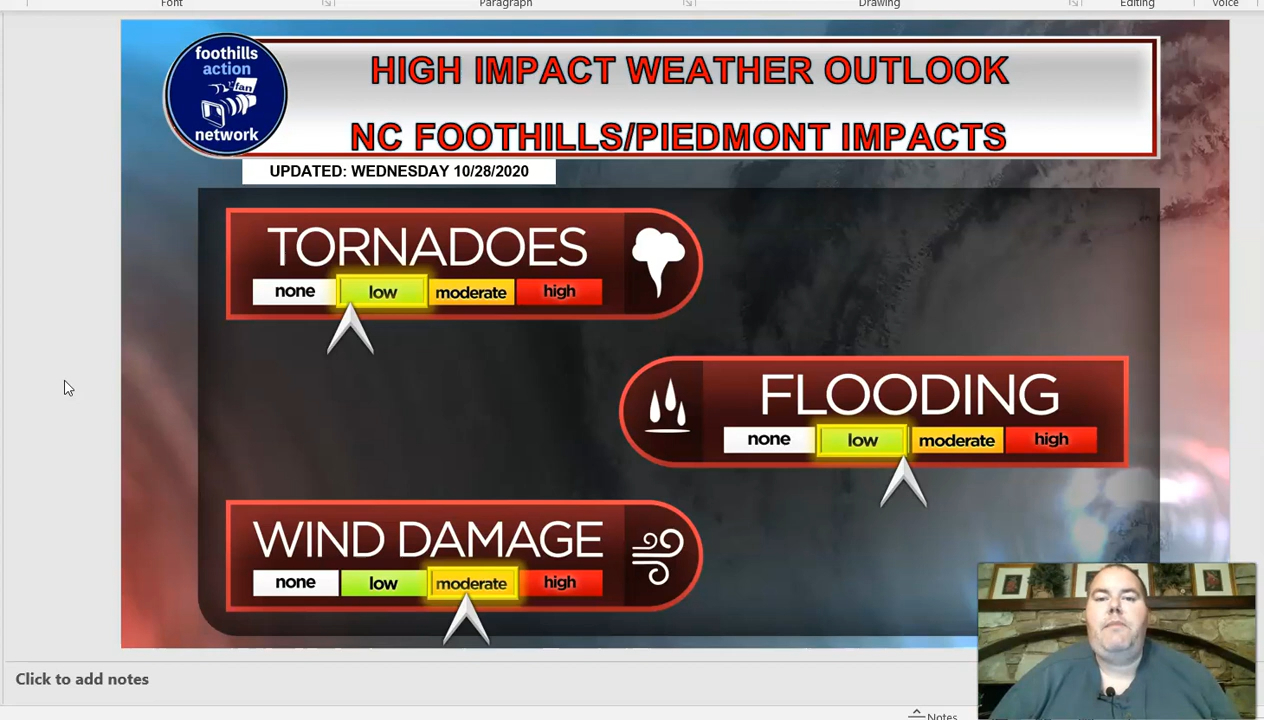 Font Paragraph Drawing Editing Voice
foothills
action
fan
network
HIGH IMPACT WEATHER OUTLOOK
NC FOOTHILLS/PIEDMONT IMPACTS
UPDATED: WEDNESDAY 10/28/2020
TORNADOES
none low moderate high
FLOODING
none low moderate high
WIND DAMAGE
none low moderate high
Click to add notes
Notes